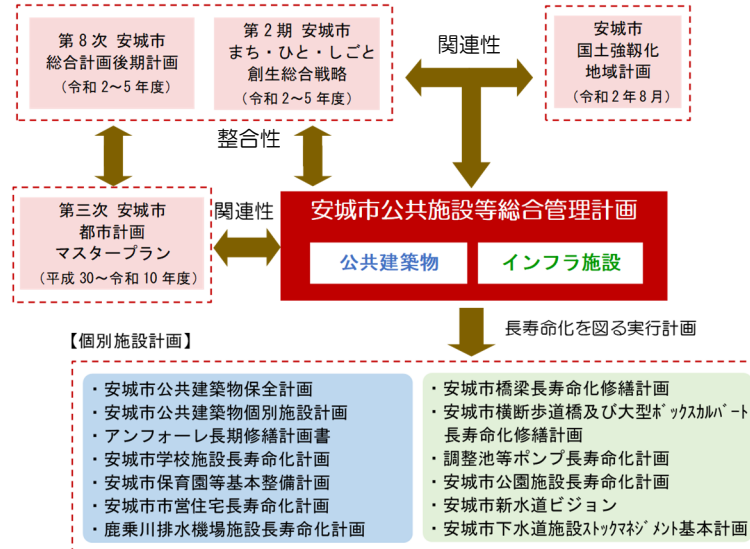 第８次 安城市
総合計画後期計画
（令和２～５年度）
第２期 安城市
まち・ひと・しごと
創生総合戦略
（令和２～５年度）
関連性
安城市
国土強靱化
地域計画
（令和２年８月）
整合性
第三次 安城市
都市計画
マスタープラン
（平成 30～令和 10 年度）
関連性
安城市公共施設等総合管理計画
公共建築物
インフラ施設
長寿命化を図る実行計画
【個別施設計画】
・安城市公共建築物保全計画
・安城市公共建築物個別施設計画
・アンフォーレ長期修繕計画書
・安城市学校施設長寿命化計画
・安城市保育園等基本整備計画
・安城市市営住宅長寿命化計画
・鹿乗川排水機場施設長寿命化計画
・安城市橋梁長寿命化修繕計画
・安城市横断歩道橋及び大型ﾎﾞｯｸｽｶﾙﾊﾞｰﾄ
長寿命化修繕計画
・調整池等ポンプ長寿命化計画
・安城市公園施設長寿命化計画
・安城市新水道ビジョン
・安城市下水道施設ｽﾄｯｸﾏﾈｼﾞﾒﾝﾄ基本計画